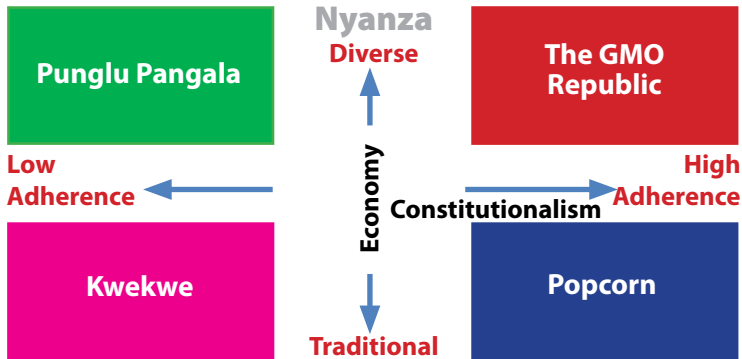 Nyanza
Punglu Pangala
Diverse
The GMO
Republic
Low
Adherence
High
Adherence
Economy
Constitutionalism
Kwekwe
Popcorn
Traditional